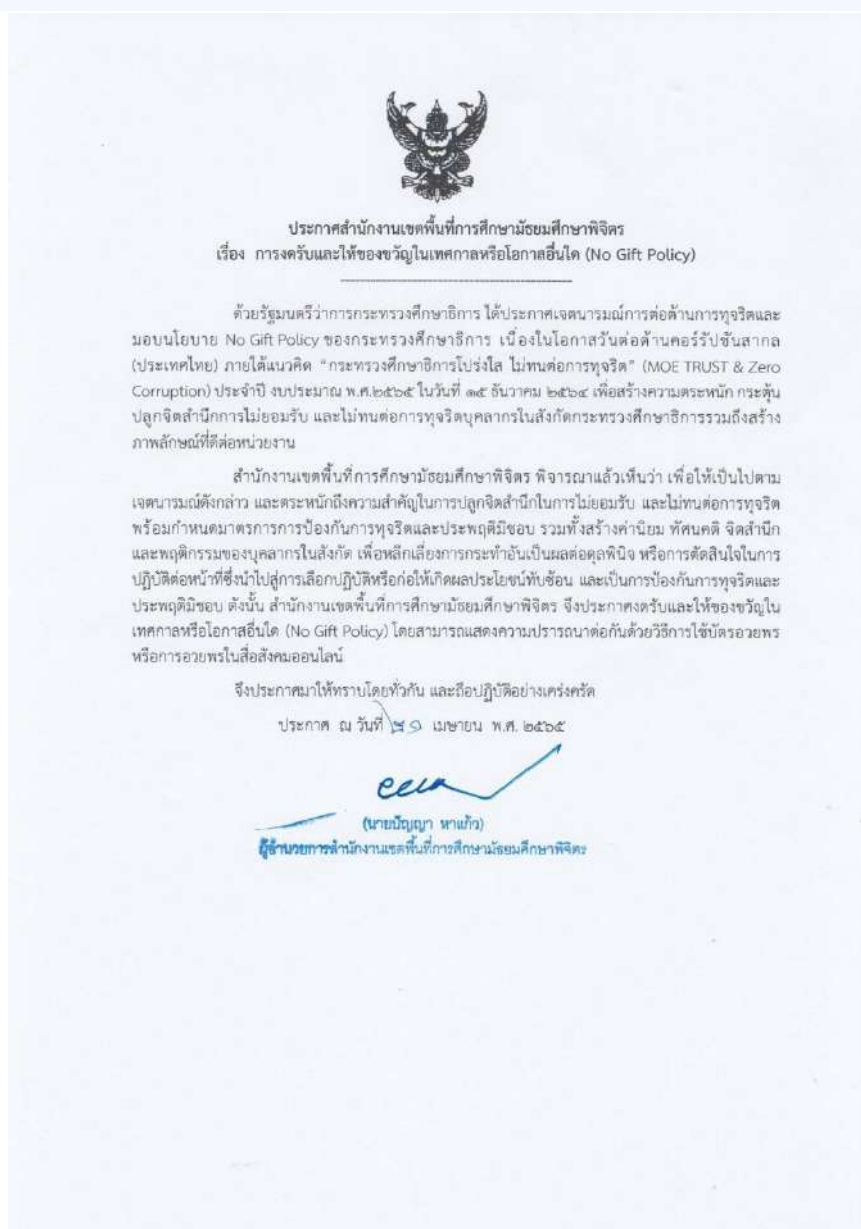 ประกาศสำนักงานเขตพื้นที่การศึกษามัธยมศึกษาพิจิตร
เรื่อง การงดรับและให้ของขวัญในเทศกาลหรือโอกาสอื่นใด (No Gift Policy)
ด้วยรัฐมนตรีว่าการกระทรวงศึกษาธิการ ได้ประกาศเจตนารมณ์การต่อต้านการทุจริตและ
มอบนโยบาย No Gift Policy ของกระทรวงศึกษาธิการ เนื่องในโอกาสวันต่อต้านคอร์รัปชันสากล
(ประเทศไทย) ภายใต้แนวคิด “กระทรวงศึกษาธิการโปร่งใส ไม่ทนต่อการทุจริต” (MOE TRUST & Zero
Corruption) ประจำปี งบประมาณ พ.ศ.๒๕๖๕ ในวันที่ ๑๕ ธันวาคม ๒๕๖๔ เพื่อสร้างความตระหนัก กระตุ้น
ปลูกจิตสำนึกการไม่ยอมรับ และไม่ทนต่อการทุจริตบุคลากรในสังกัดกระทรวงศึกษาธิการรวมถึงสร้าง
ภาพลักษณ์ที่ดีต่อหน่วยงาน
สำนักงานเขตพื้นที่การศึกษามัธยมศึกษาพิจิตร พิจารณาแล้วเห็นว่า เพื่อให้เป็นไปตาม
เจตนารมณ์ดังกล่าว และตระหนักถึงความสำคัญในการปลูกจิตสำนึกในการไม่ยอมรับ และไม่ทนต่อการทุจริต
พร้อมกำหนดมาตรการการป้องกันการทุจริตและประพฤติมิชอบ รวมทั้งสร้างค่านิยม ทัศนคติ จิตสำนึก
และพฤติกรรมของบุคลากรในสังกัด เพื่อหลีกเลี่ยงการกระทำอันเป็นผลต่อดุลพินิจ หรือการตัดสินใจในการ
ปฏิบัติต่อหน้าที่ซึ่งนำไปสู่การเลือกปฏิบัติหรือก่อให้เกิดผลประโยชน์ทับซ้อน และเป็นการป้องกันการทุจริตและ
ประพฤติมิชอบ ดังนั้น สำนักงานเขตพื้นที่การศึกษามัธยมศึกษาพิจิตร จึงประกาศงดรับและให้ของขวัญใน
เทศกาลหรือโอกาสอื่นใด (No Gift Policy) โดยสามารถแสดงความปรารถนาต่อกันด้วยวิธีการใช้บัตรอวยพร
หรือการอวยพรในสื่อสังคมออนไลน์
จึงประกาศมาให้ทราบโดยทั่วกัน และถือปฏิบัติอย่างเคร่งครัด
ประกาศ ณ วันที่ ๒๑ เมษายน พ.ศ. ๒๕๖๕
(นายปัญญา หาแก้ว)
ผู้อำนวยการสำนักงานเขตพื้นที่การศึกษามัธยมศึกษาพิจิตร